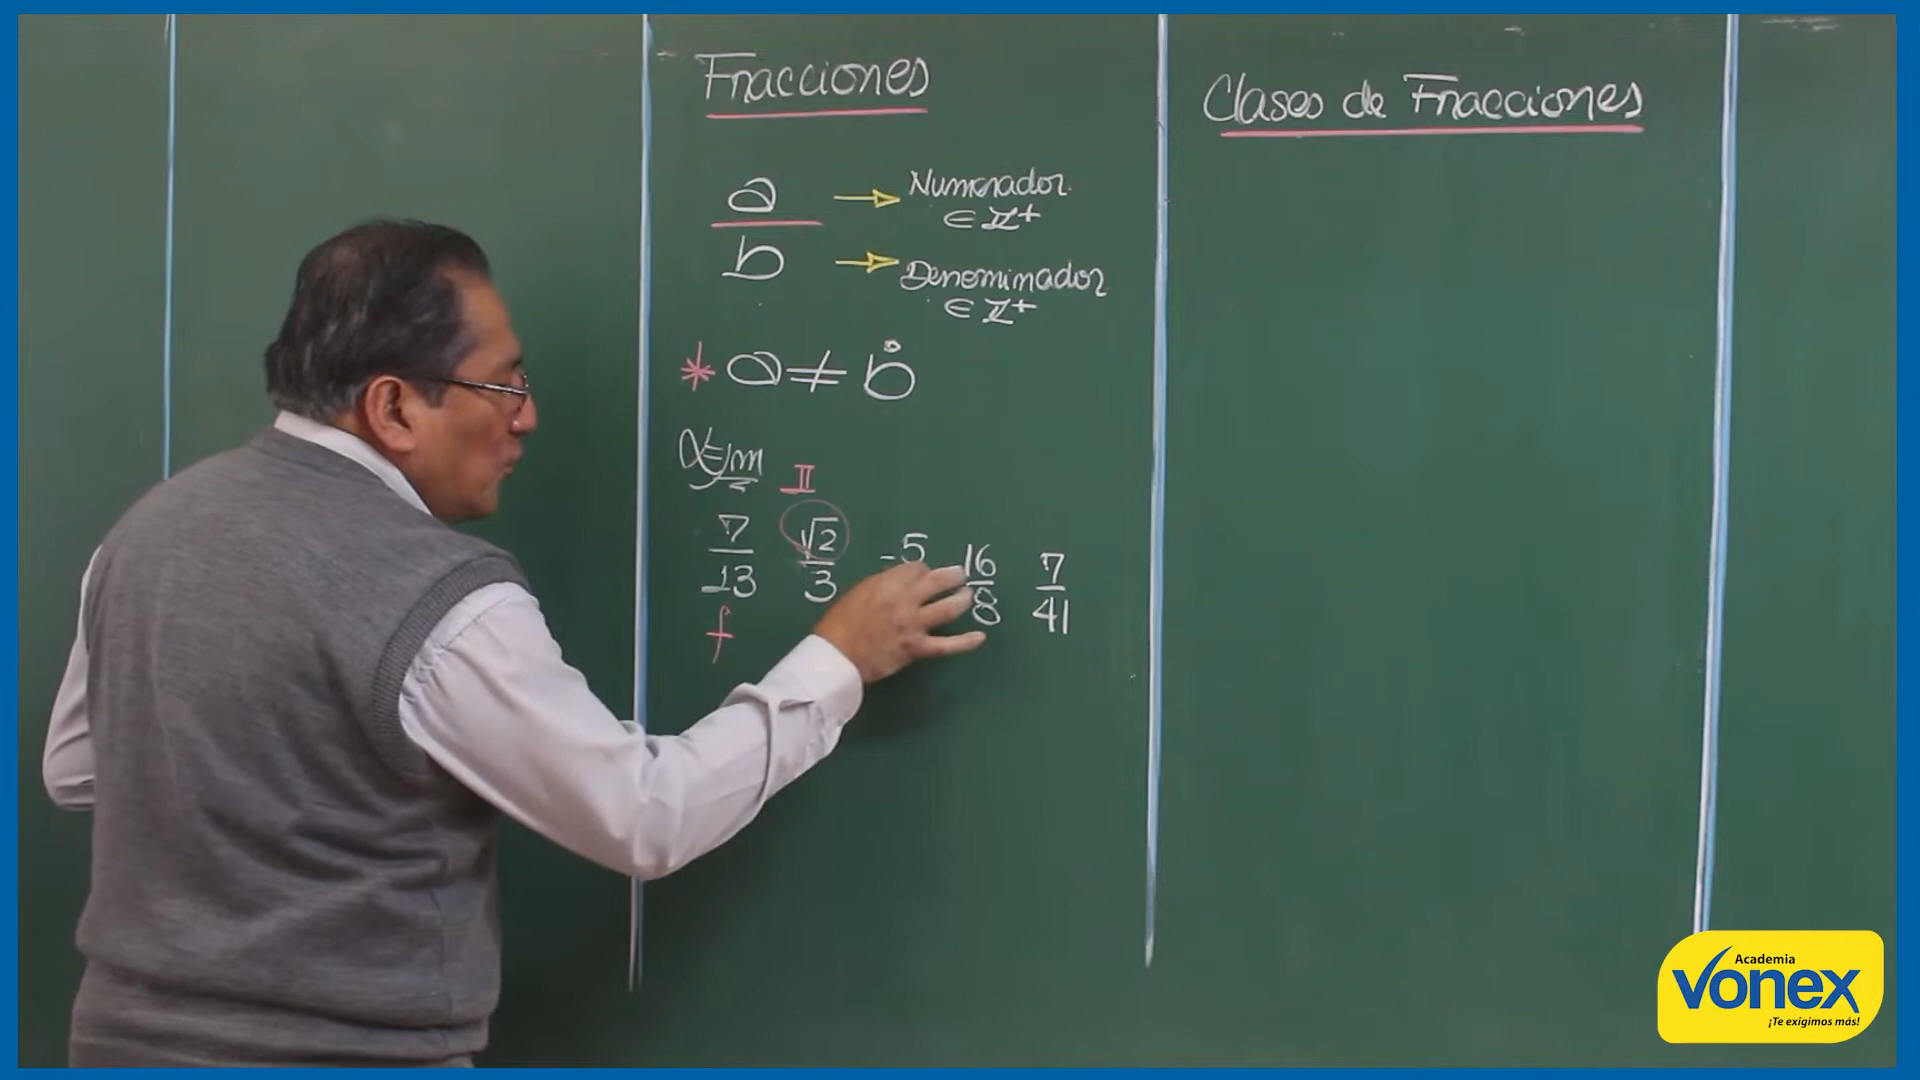 Fracciones
a → Numerador
∈ Z+
b → Denominador
∈ Z+
* a ≠ b̊
II
7/13 √2/3 -5 16/8 7/41
f
Clases de Fracciones
Academia
vonex
¡Te exigimos más!